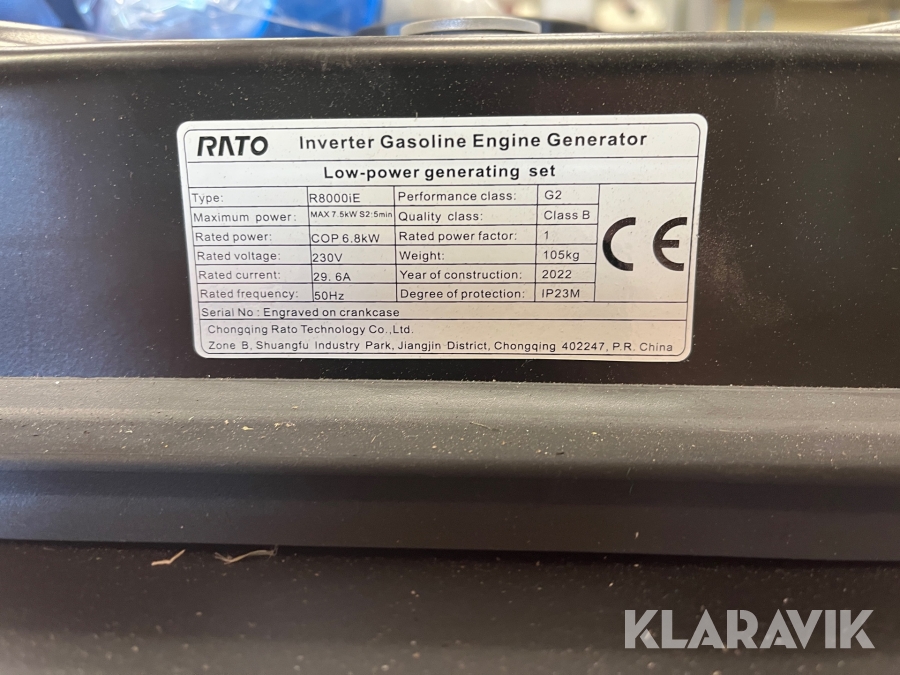 RATO Inverter Gasoline Engine Generator
Low-power generating set
Type: R8000iE Performance class: G2
Maximum power: MAX 7.5kW S2:5min Quality class: Class B
Rated power: COP 6.8kW Rated power factor: 1
Rated voltage: 230V Weight: 105kg
Rated current: 29.6A Year of construction: 2022
Rated frequency: 50Hz Degree of protection: IP23M
CE
Serial No : Engraved on crankcase
Chongqing Rato Technology Co.,Ltd.
Zone B, Shuangfu Industry Park, Jiangjin District, Chongqing 402247, P.R. China
KLARAVIK